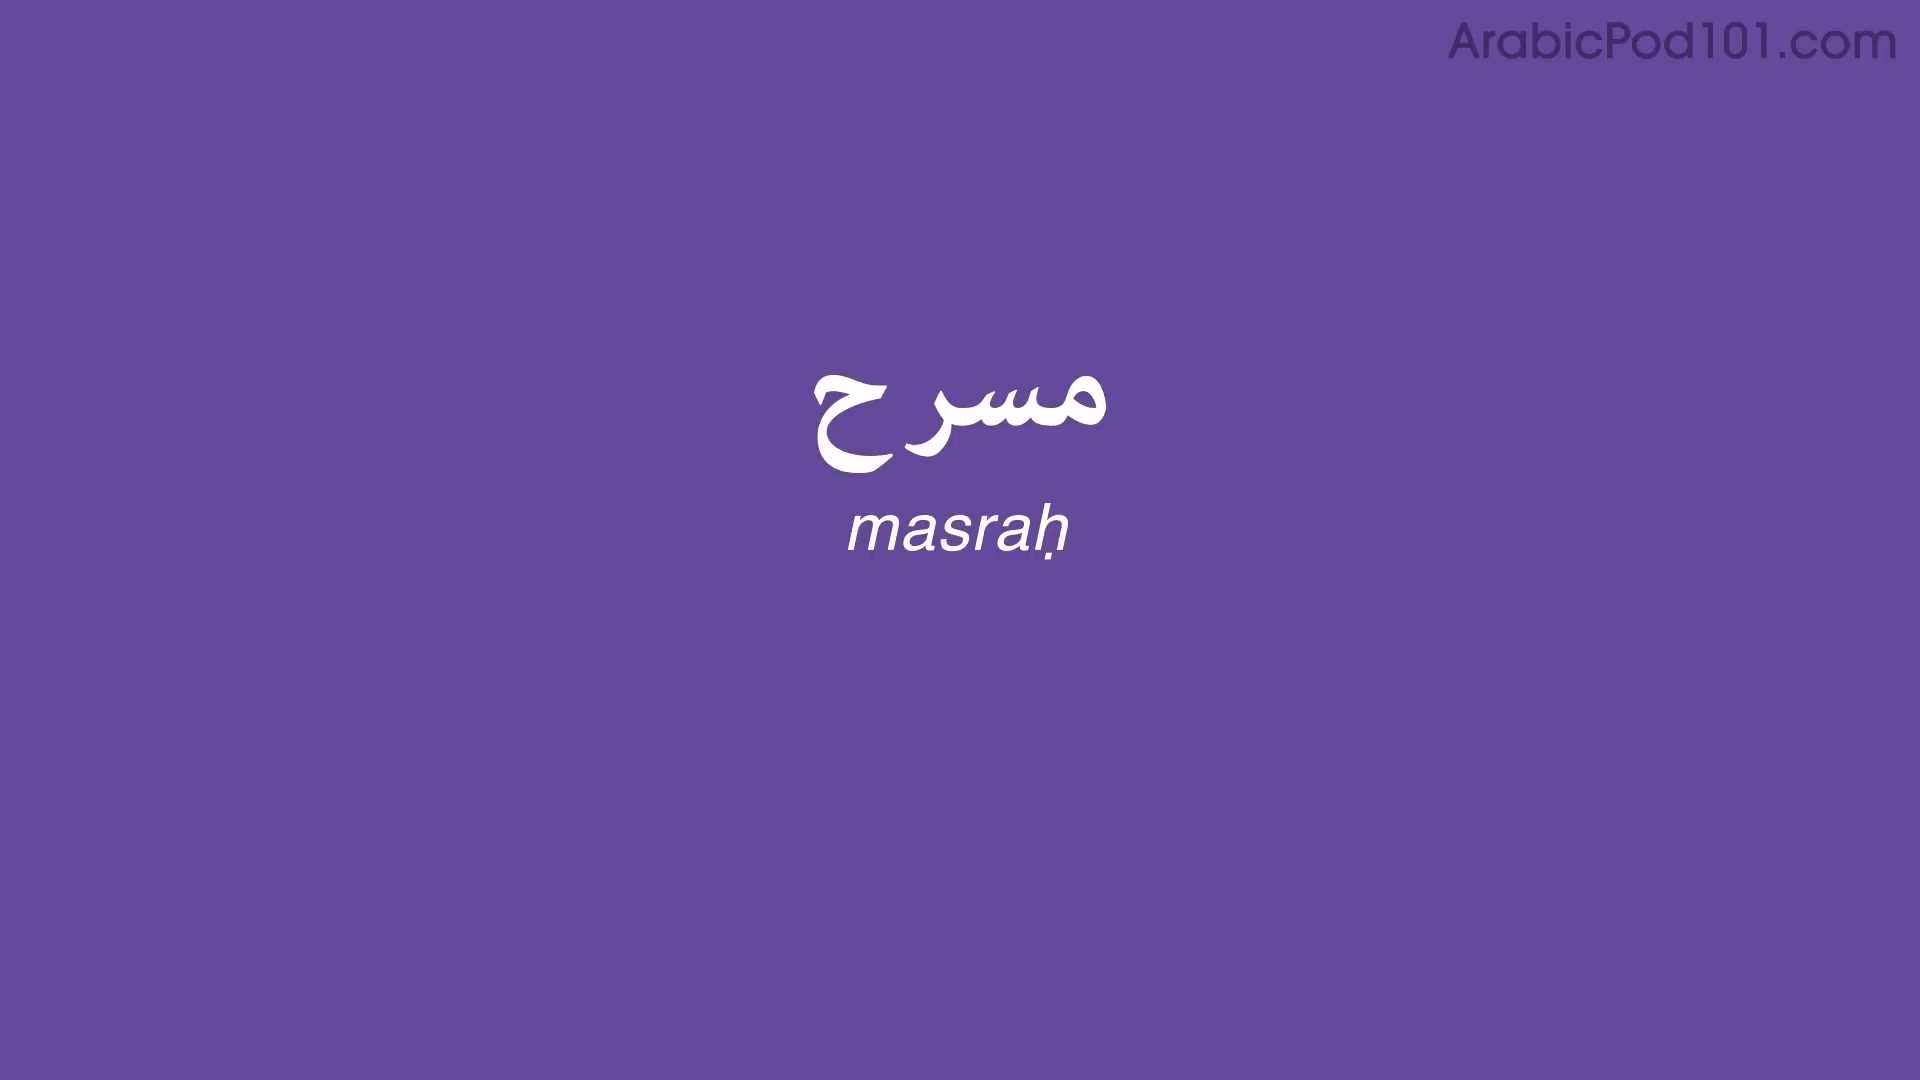 ArabicPod101.com
مسرح
masraḥ